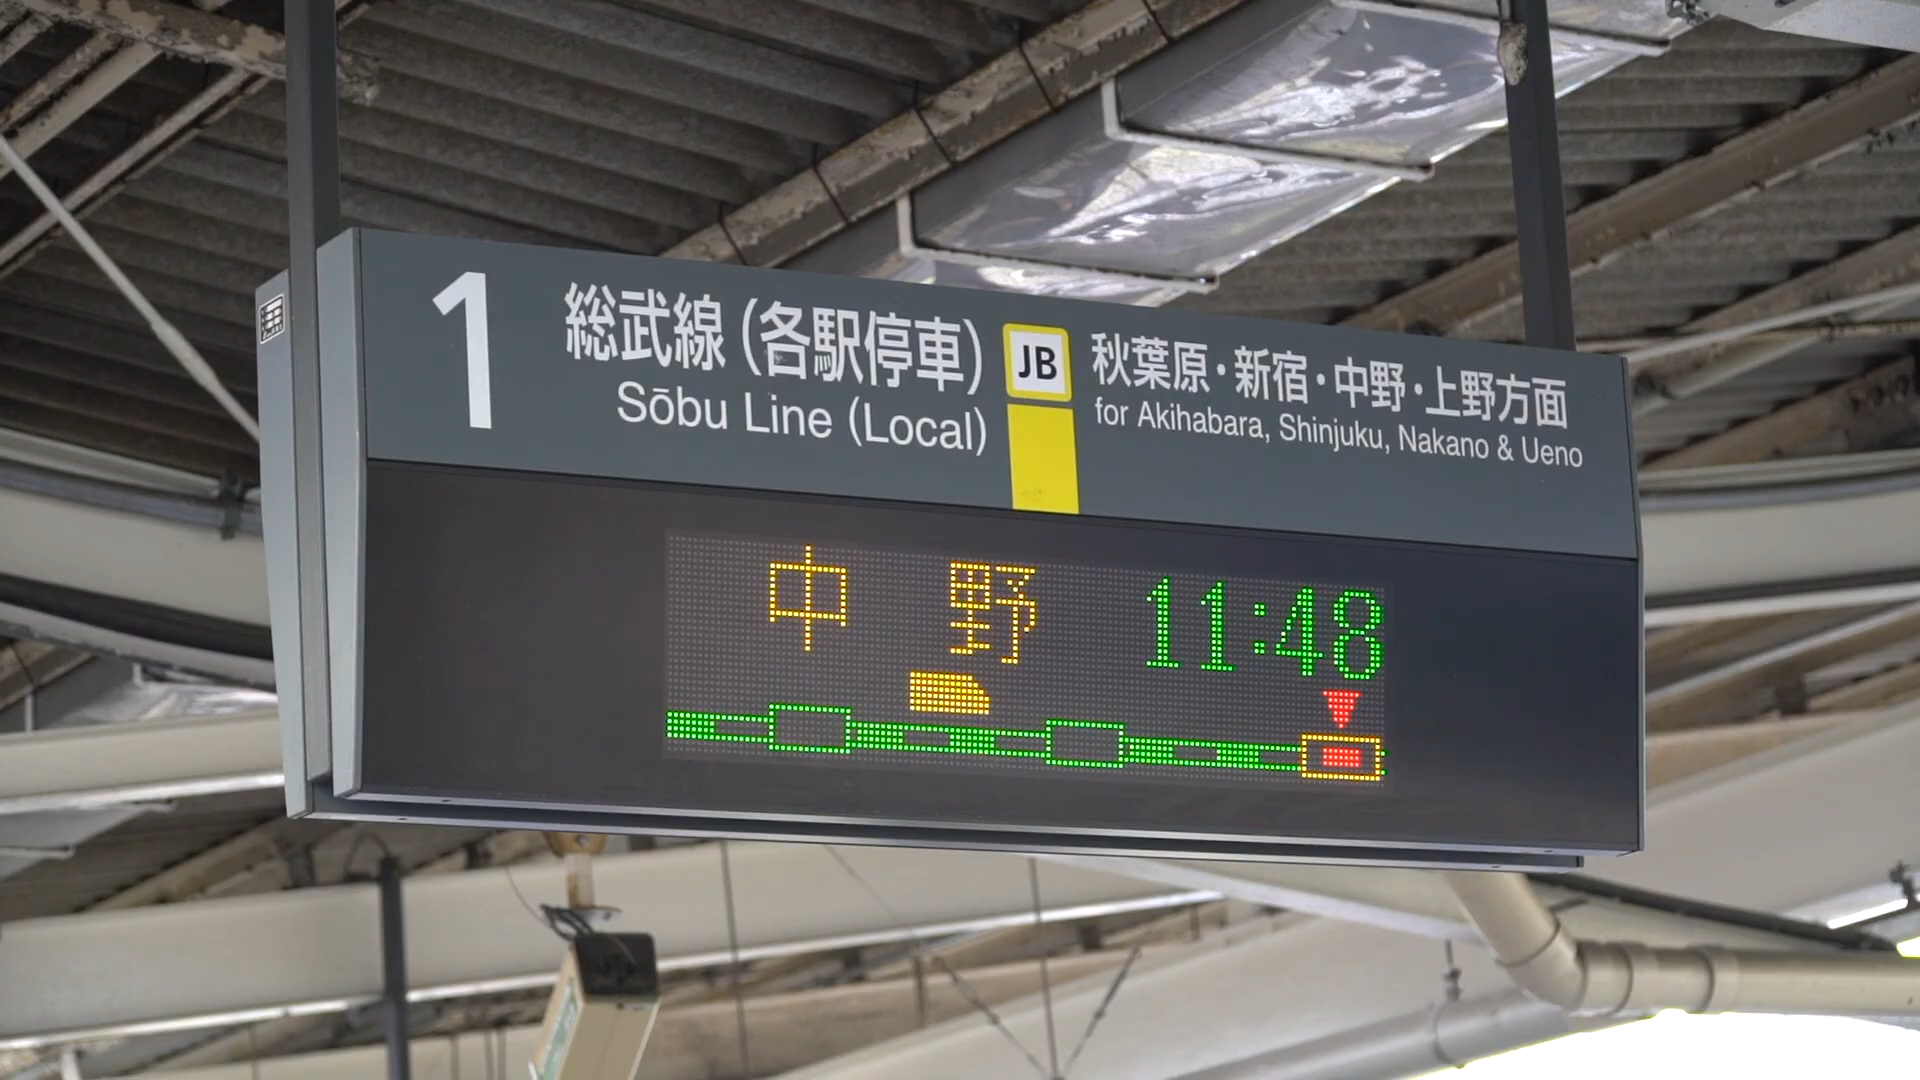 1
総武線(各駅停車)
Sōbu Line (Local)
JB
秋葉原・新宿・中野・上野方面
for Akihabara, Shinjuku, Nakano & Ueno
中野 11:48